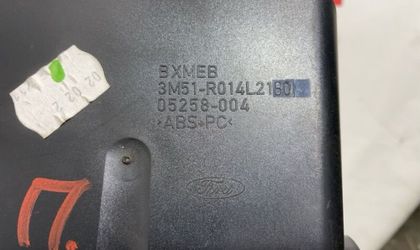 BXMEB
3M51-R014L21
05258-004
>ABS+PC<
Ford